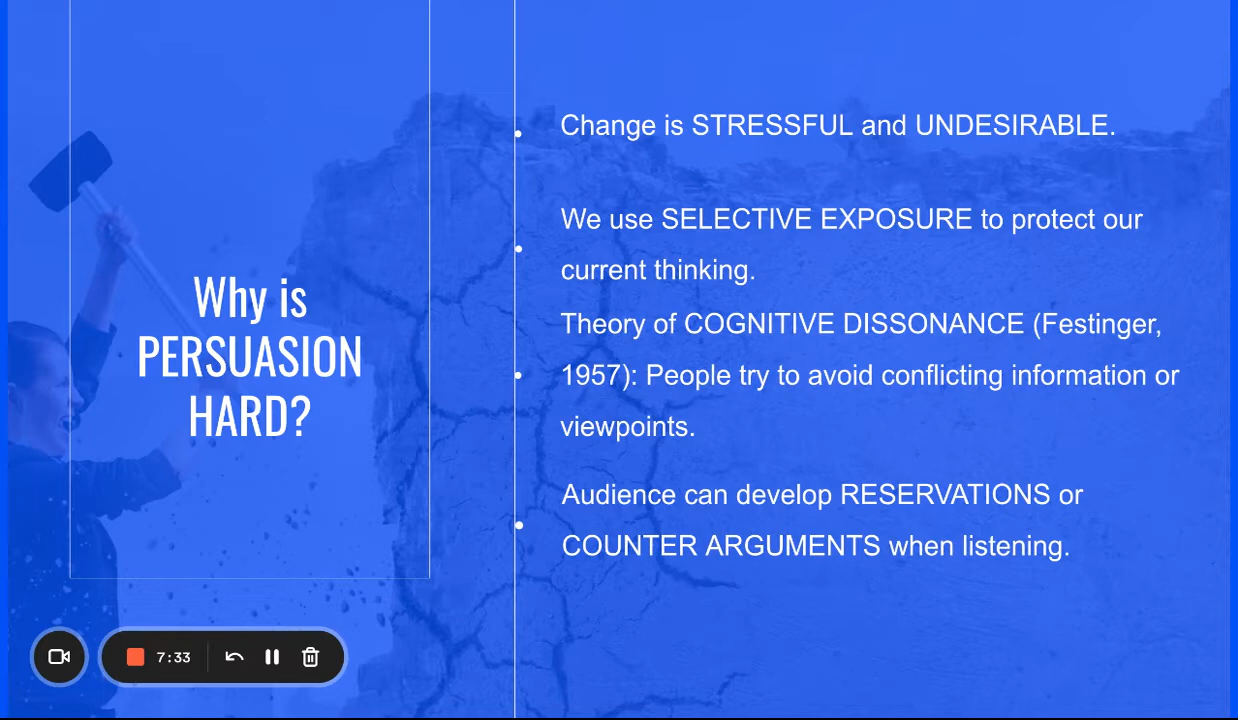 Why is
PERSUASION
HARD?
Change is STRESSFUL and UNDESIRABLE.
We use SELECTIVE EXPOSURE to protect our
current thinking.
Theory of COGNITIVE DISSONANCE (Festinger,
1957): People try to avoid conflicting information or
viewpoints.
Audience can develop RESERVATIONS or
COUNTER ARGUMENTS when listening.
7:33